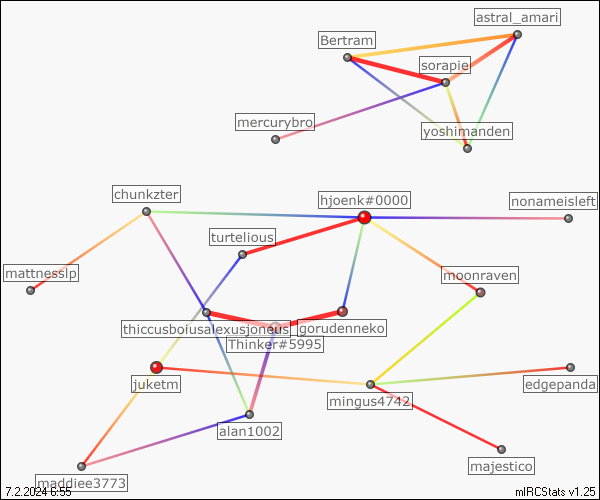 astral_amari
Bertram
sorapie
mercurybro
yoshimanden
chunkzter
hjoenk#0000
nonameisleft
turtelious
mattnesslp
moonraven
gorudenneko
Thinker#5995
juketm
mingus4742
edgepanda
alan1002
majestico
maddiee3773
7.2.2024 6:55
mIRCStats v1.25